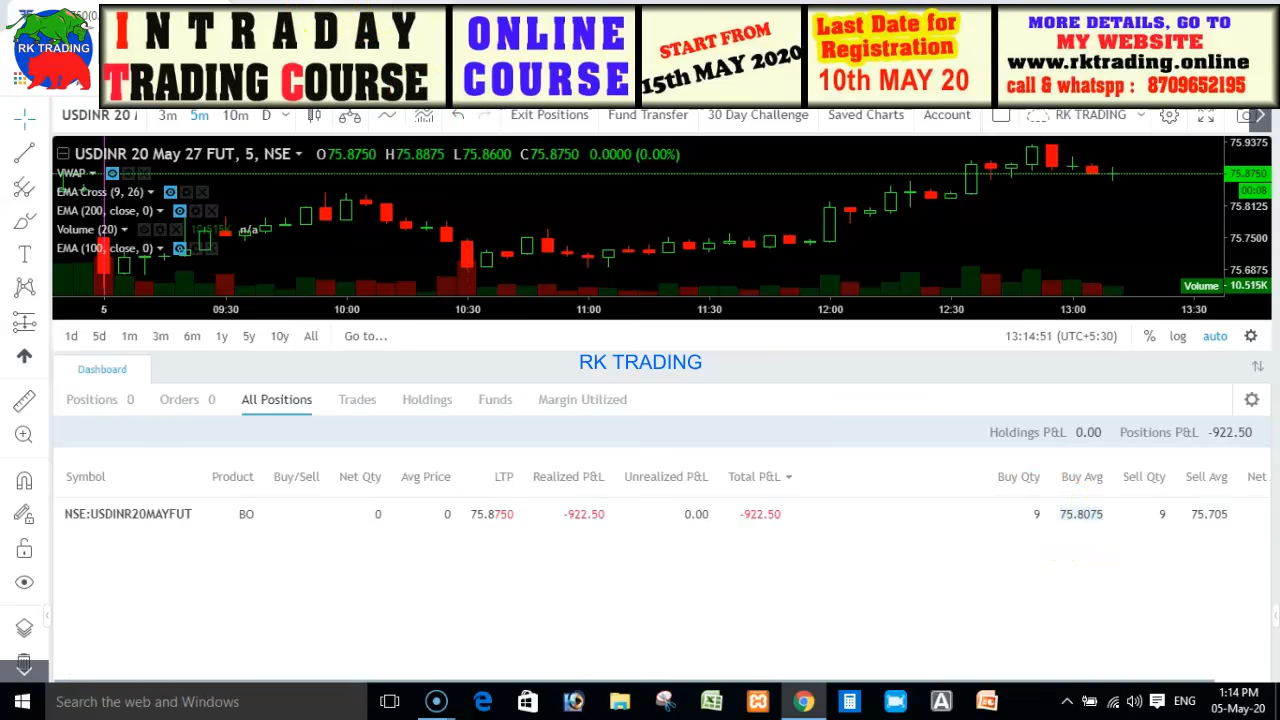 RK TRADING
INTRADAY
TRADING COURSE
ONLINE
COURSE
START FROM
15th MAY 2020
Last Date for
Registration
10th MAY 20
MORE DETAILS, GO TO
MY WEBSITE
www.rktrading.online
call & whatsapp : 8709652195
USDINR 20 3m 5m 10m D Exit Positions Fund Transfer 30 Day Challenge Saved Charts Account RK TRADING
USDINR 20 May 27 FUT, 5, NSE O75.8750 H75.8875 L75.8600 C75.8750 0.0000 (0.00%)
VWAP
EMA Cross (9, 26)
EMA (200, close, 0)
Volume (20) 10.515K n/a
EMA (100, close, 0)
75.9375
75.8750
00:08
75.8125
75.7500
75.6875
Volume 10.515K
5 09:30 10:00 10:30 11:00 11:30 12:00 12:30 13:00 13:30
1d 5d 1m 3m 6m 1y 5y 10y All Go to... 13:14:51 (UTC+5:30) % log auto
RK TRADING
Dashboard
Positions 0 Orders 0 All Positions Trades Holdings Funds Margin Utilized
Holdings P&L 0.00 Positions P&L -922.50
Symbol Product Buy/Sell Net Qty Avg Price LTP Realized P&L Unrealized P&L Total P&L Buy Qty Buy Avg Sell Qty Sell Avg Net
NSE:USDINR20MAYFUT BO 0 0 75.8750 -922.50 0.00 -922.50 9 75.8075 9 75.705
Search the web and Windows
ENG
1:14 PM
05-May-20